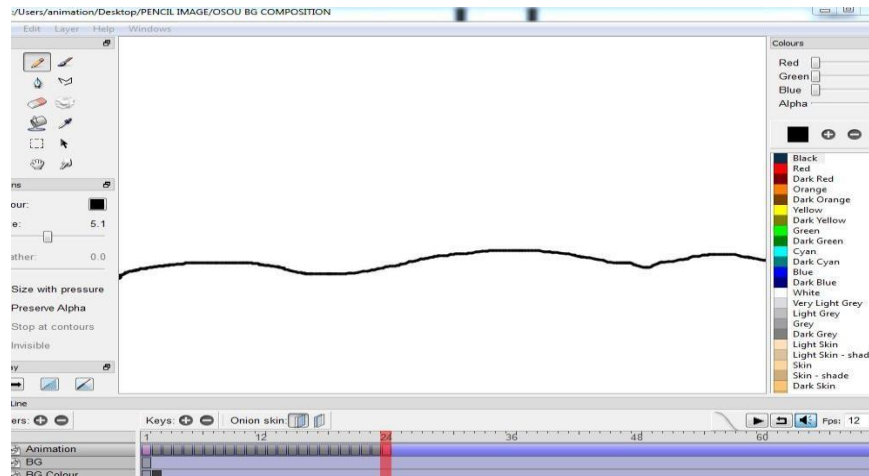 :/Users/animation/Desktop/PENCIL IMAGE/OSOU BG COMPOSITION
Edit Layer Help Windows
Colours
Red
Green
Blue
Alpha
Black
Red
Dark Red
Orange
Dark Orange
Yellow
Dark Yellow
Green
Dark Green
Cyan
Dark Cyan
Blue
Dark Blue
White
Very Light Grey
Light Grey
Grey
Dark Grey
Light Skin
Light Skin - shad
Skin
Skin - shade
Dark Skin
ns
our:
e: 5.1
ather: 0.0
Size with pressure
Preserve Alpha
Stop at contours
Invisible
ay
Line
ers: Keys: Onion skin: Fps: 12
1 12 24 36 48 60
Animation
BG
BG Colour